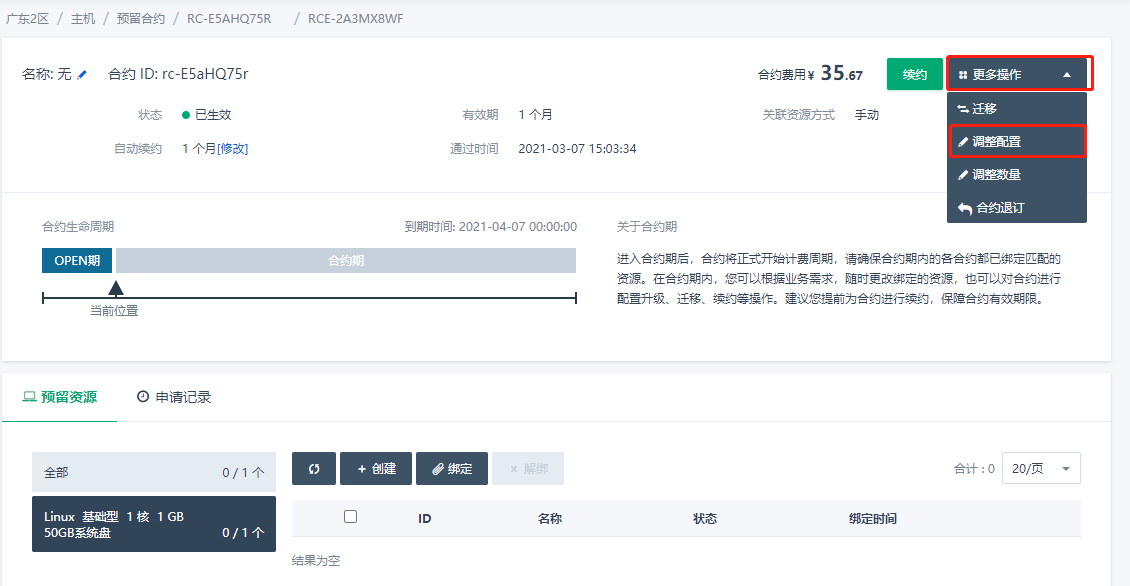 广东2区 / 主机 / 预留合约 / RC-E5AHQ75R / RCE-2A3MX8WF
名称: 无 合约 ID: rc-E5aHQ75r 合约费用¥ 35.67 续约 更多操作
状态 已生效 有效期 1 个月 关联资源方式 手动
自动续约 1 个月[修改] 通过时间 2021-03-07 15:03:34
迁移
调整配置
调整数量
合约退订
合约生命周期 到期时间: 2021-04-07 00:00:00
OPEN期 合约期
当前位置
关于合约期
进入合约期后，合约将正式开始计费周期，请确保合约期内的各合约都已绑定匹配的
资源。在合约期内，您可以根据业务需求，随时更改绑定的资源，也可以对合约进行
配置升级、迁移、续约等操作。建议您提前为合约进行续约，保障合约有效期限。
预留资源 申请记录
全部 0 / 1 个
Linux 基础型 1 核 1 GB
50GB系统盘 0 / 1 个
创建 绑定 × 解绑 合计 : 0 20/页
ID 名称 状态 绑定时间
结果为空